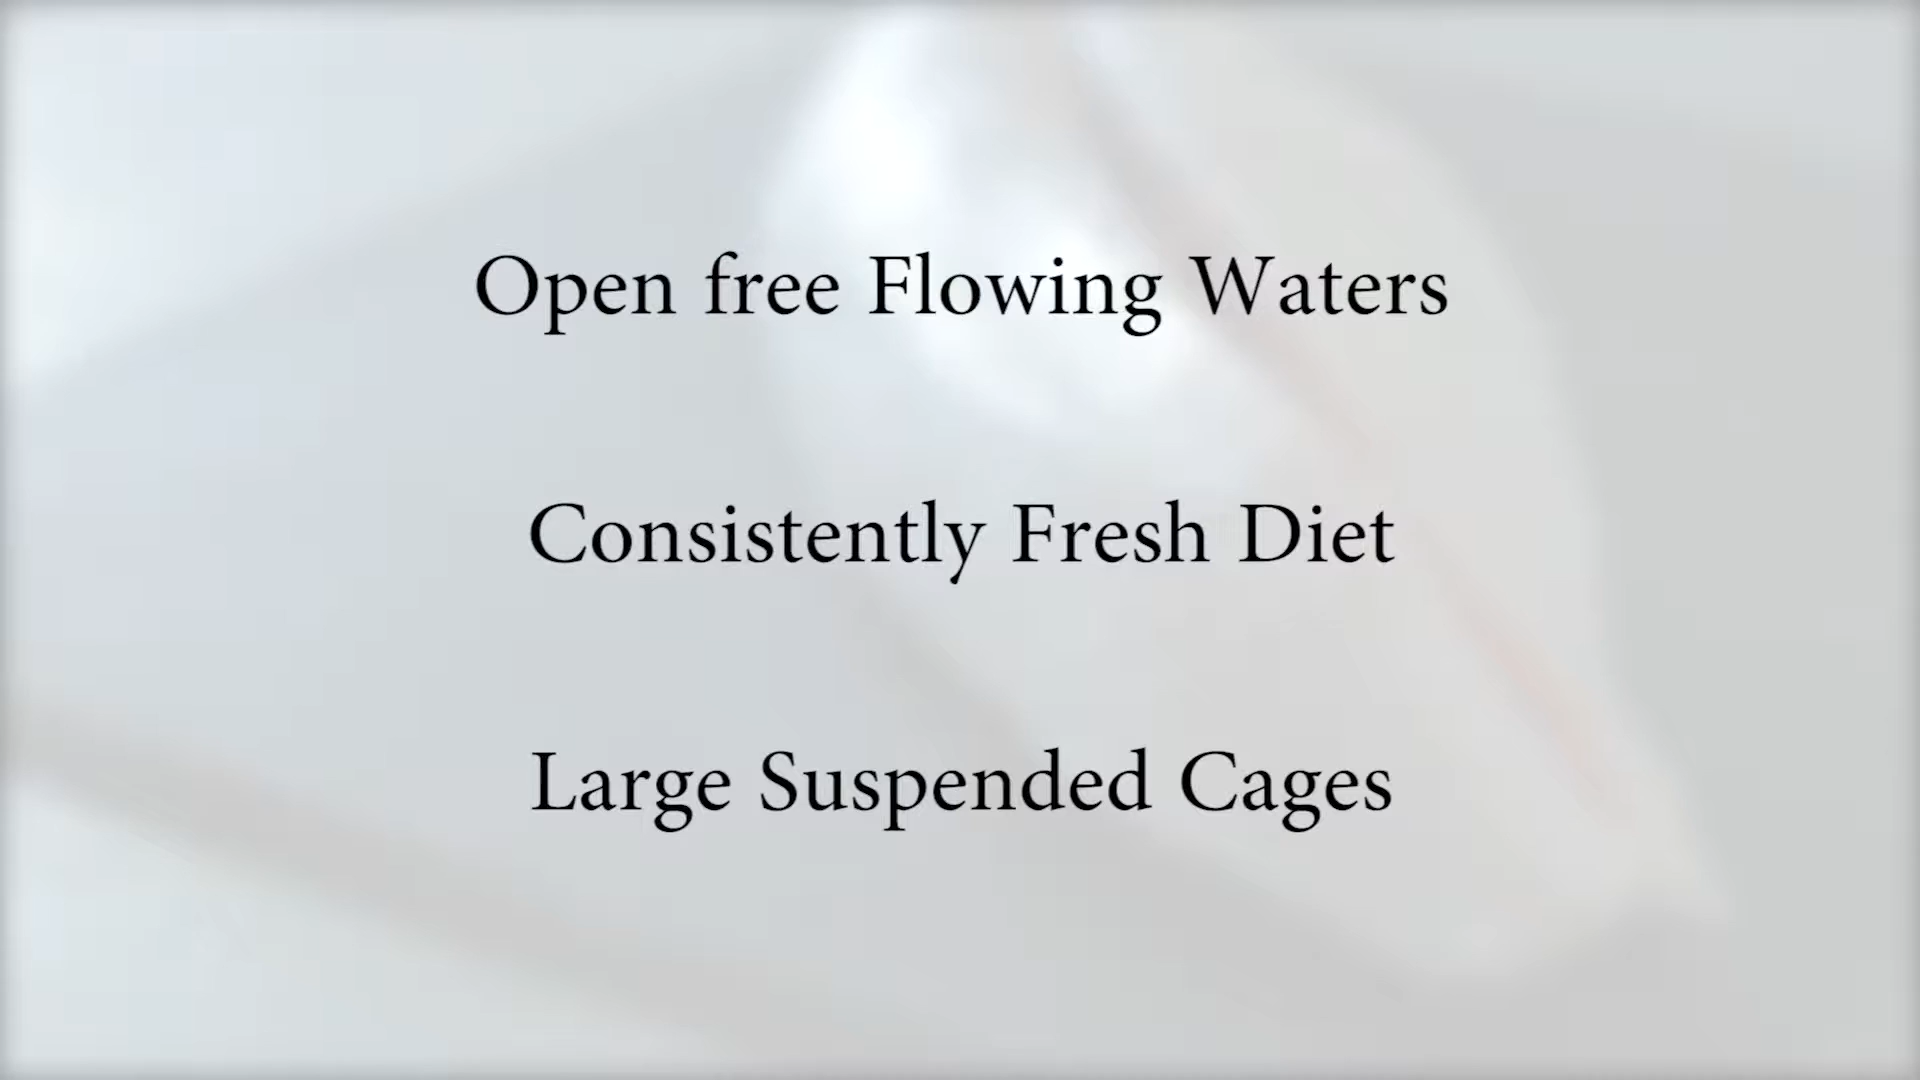 Open free Flowing Waters
Consistently Fresh Diet
Large Suspended Cages